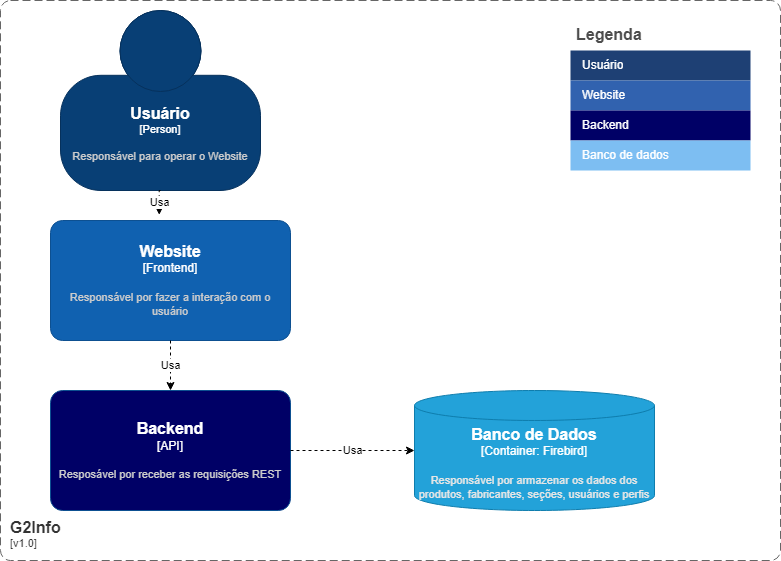 Usuário
[Person]
Responsável para operar o Website
Usa
Website
[Frontend]
Responsável por fazer a interação com o
usuário
Usa
Backend
[API]
Resposável por receber as requisições REST
Usa
Banco de Dados
[Container: Firebird]
Responsável por armazenar os dados dos
produtos, fabricantes, seções, usuários e perfis
G2Info
[v1.0]
Legenda
Usuário
Website
Backend
Banco de dados